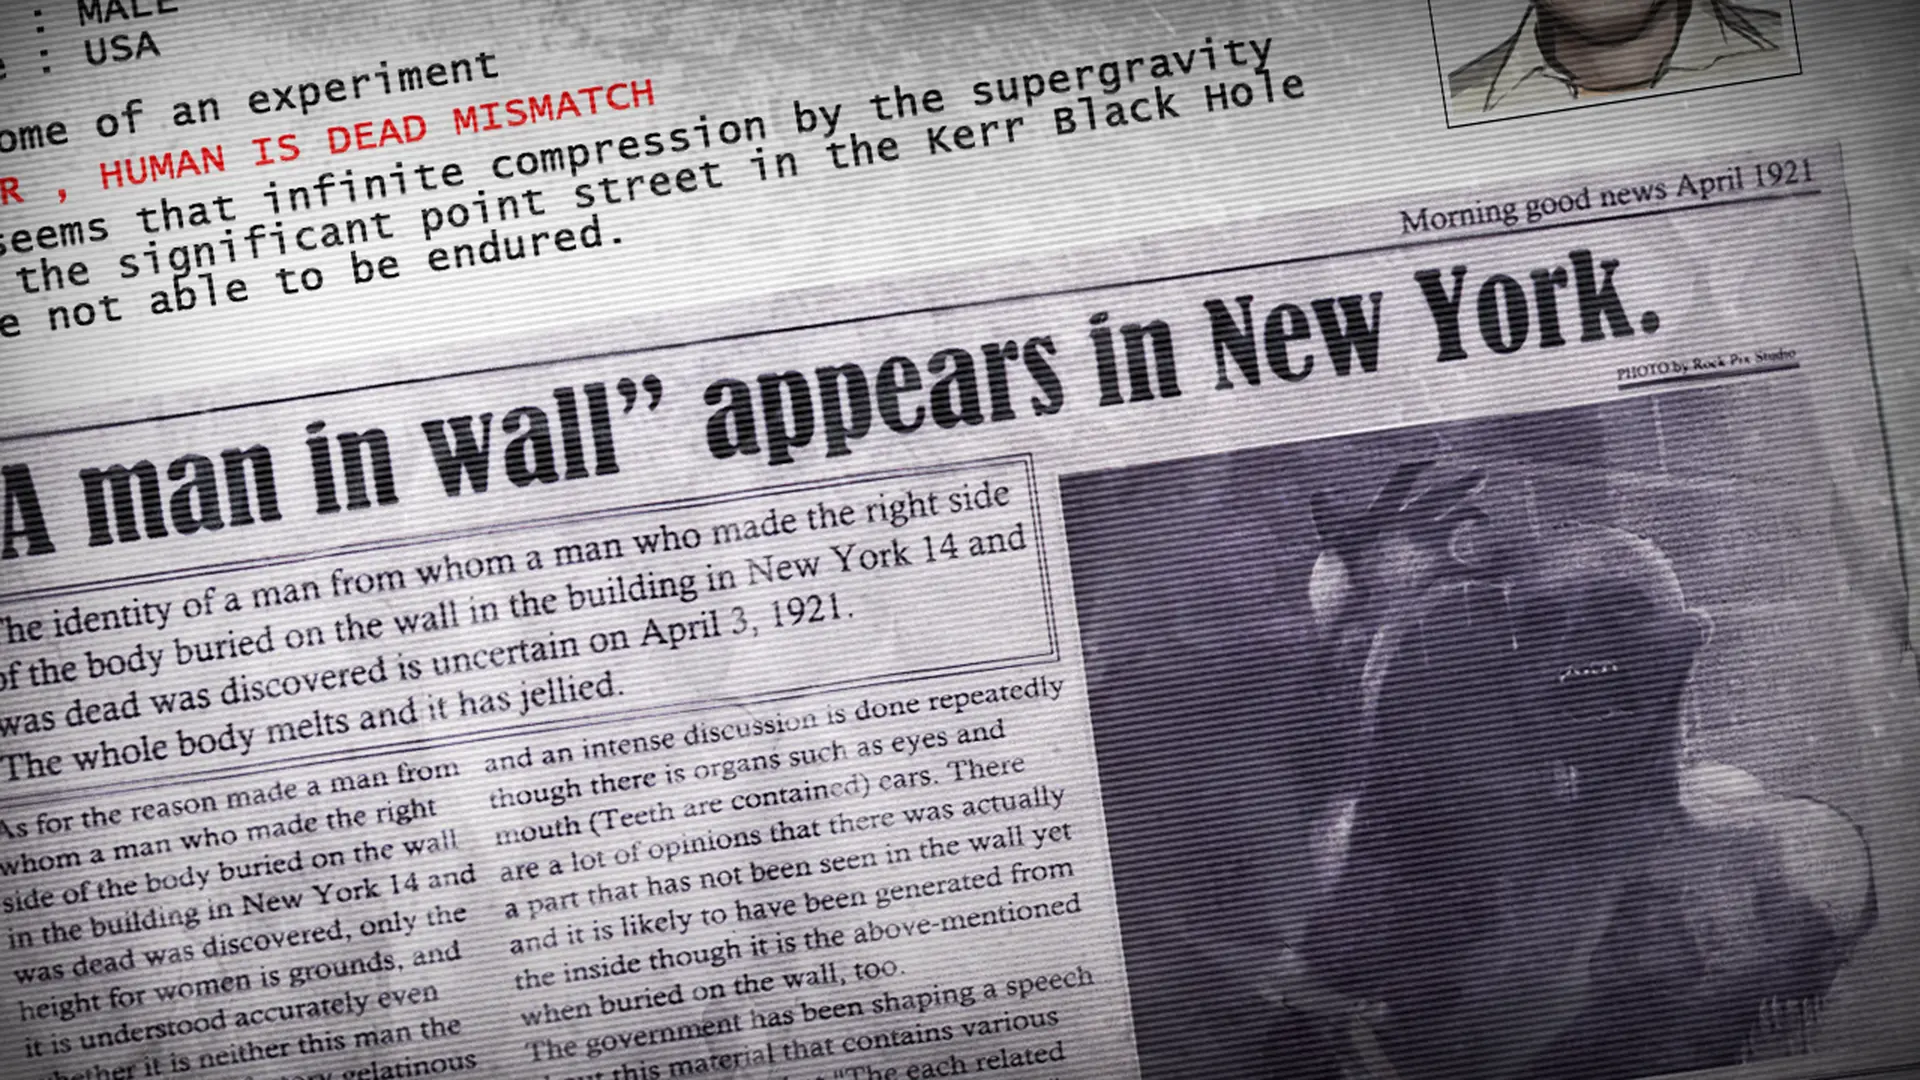 : MALE
: USA
ome of an experiment
R , HUMAN IS DEAD MISMATCH
seems that infinite compression by the supergravity
the significant point street in the Kerr Black Hole
e not able to be endured.
Morning good news April 1921
A man in wall” appears in New York.
PHOTO by Rock Pix Studio
The identity of a man from whom a man who made the right side
of the body buried on the wall in the building in New York 14 and
was dead was discovered is uncertain on April 3, 1921.
The whole body melts and it has jellied.
As for the reason made a man from
whom a man who made the right
side of the body buried on the wall
in the building in New York 14 and
was dead was discovered, only the
height for women is grounds, and
it is understood accurately even
whether it is neither this man the
gelatinous
and an intense discussion is done repeatedly
though there is organs such as eyes and
mouth (Teeth are contained) ears. There
are a lot of opinions that there was actually
a part that has not been seen in the wall yet
and it is likely to have been generated from
the inside though it is the above-mentioned
when buried on the wall, too.
The government has been shaping a speech
this material that contains various
"The each related